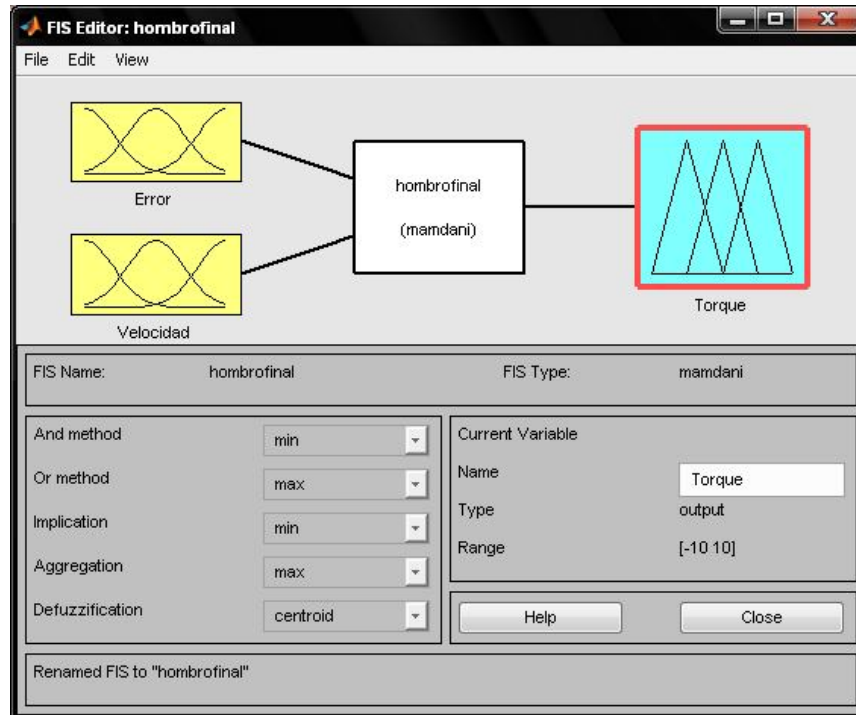 FIS Editor: hombrofinal
File Edit View
Error
hombrofinal
(mamdani)
Velocidad
Torque
FIS Name: hombrofinal FIS Type: mamdani
And method min
Or method max
Implication min
Aggregation max
Defuzzification centroid
Current Variable
Name Torque
Type output
Range [-10 10]
Help Close
Renamed FIS to "hombrofinal"